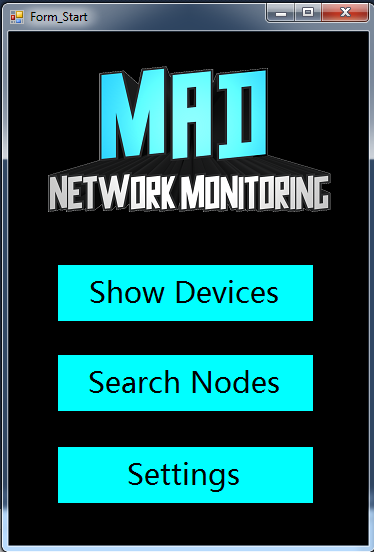 Form_Start
MAD
NETWORK MONITORING
Show Devices
Search Nodes
Settings